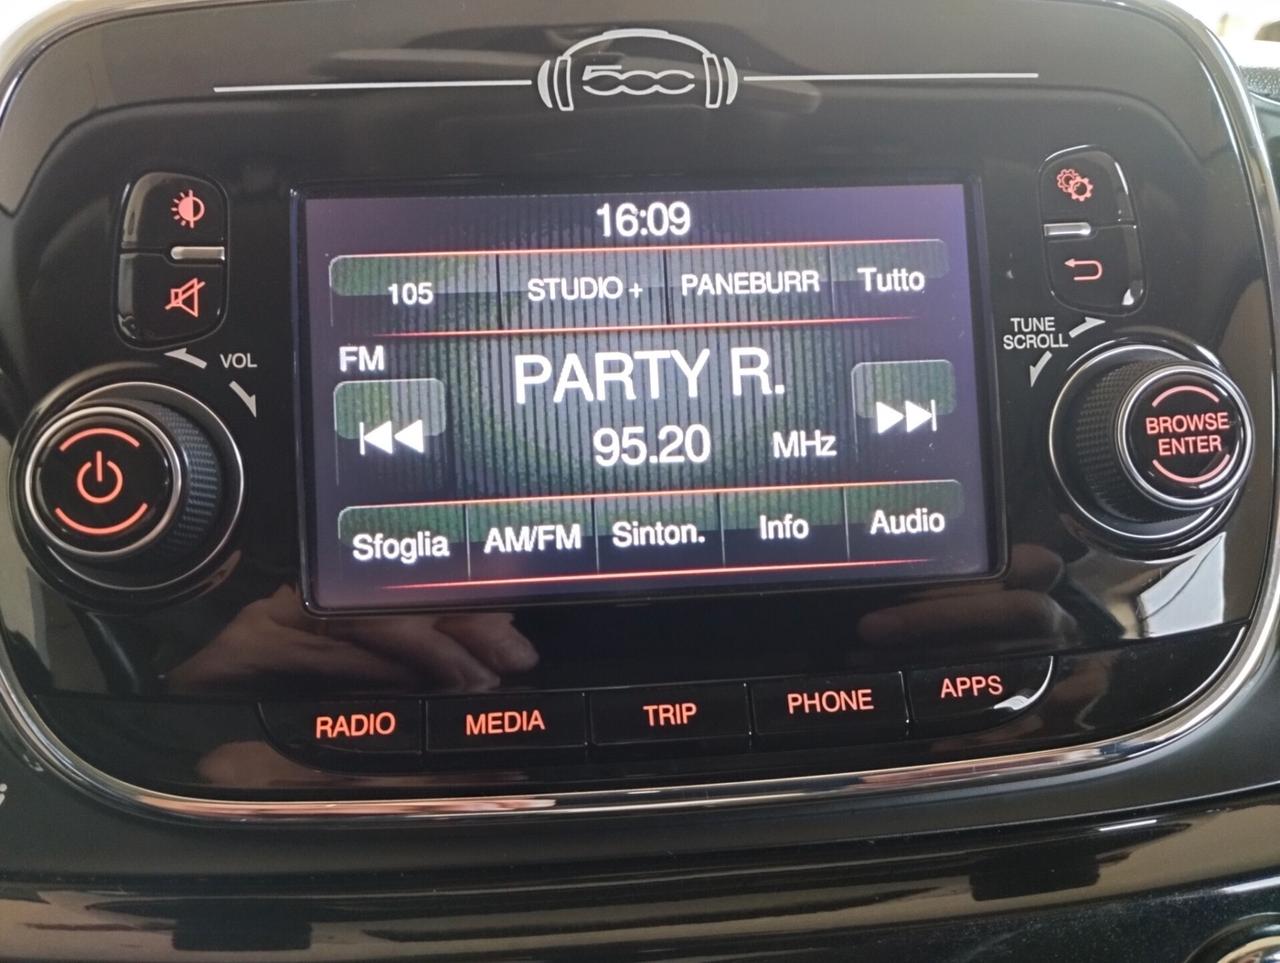 500
16:09
105 STUDIO + PANEBURR Tutto
VOL
TUNE
SCROLL
FM
PARTY R.
95.20 MHz
BROWSE
ENTER
Sfoglia AM/FM Sinton. Info Audio
RADIO MEDIA TRIP PHONE APPS